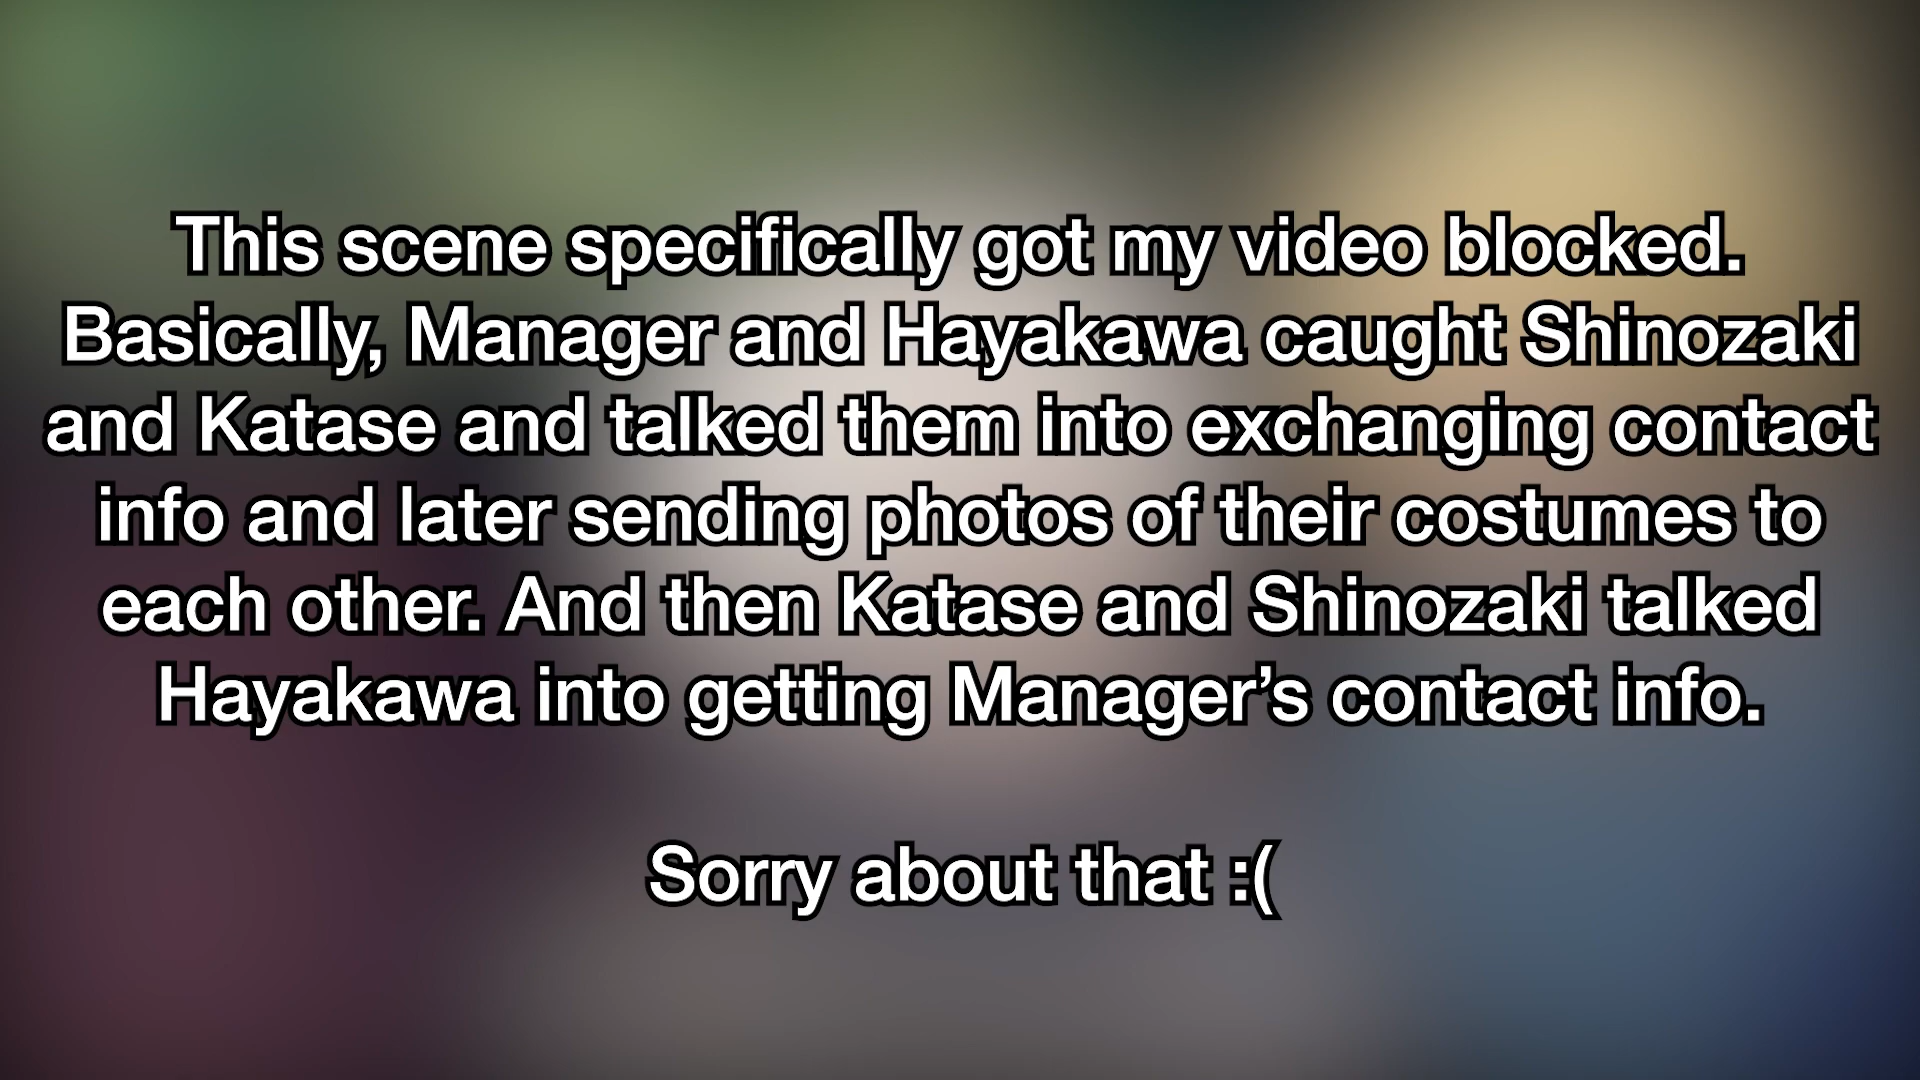 This scene specifically got my video blocked.
Basically, Manager and Hayakawa caught Shinozaki
and Katase and talked them into exchanging contact
info and later sending photos of their costumes to
each other. And then Katase and Shinozaki talked
Hayakawa into getting Manager’s contact info.
Sorry about that :(